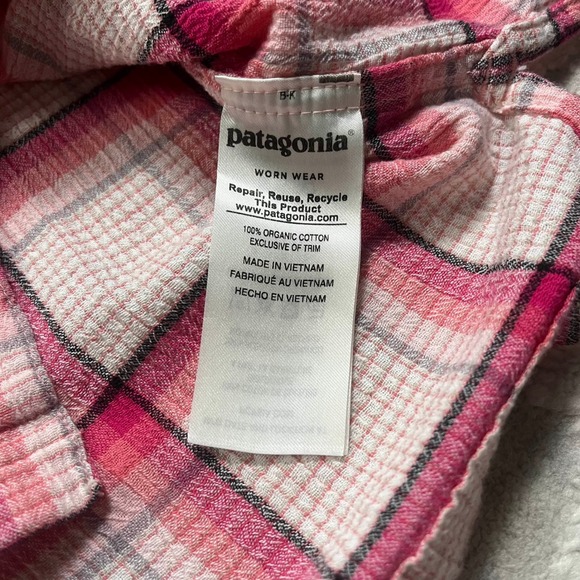 B-K
patagonia®
WORN WEAR
Repair, Reuse, Recycle
This Product
www.patagonia.com
100% ORGANIC COTTON
EXCLUSIVE OF TRIM
MADE IN VIETNAM
FABRIQUÉ AU VIETNAM
HECHO EN VIETNAM